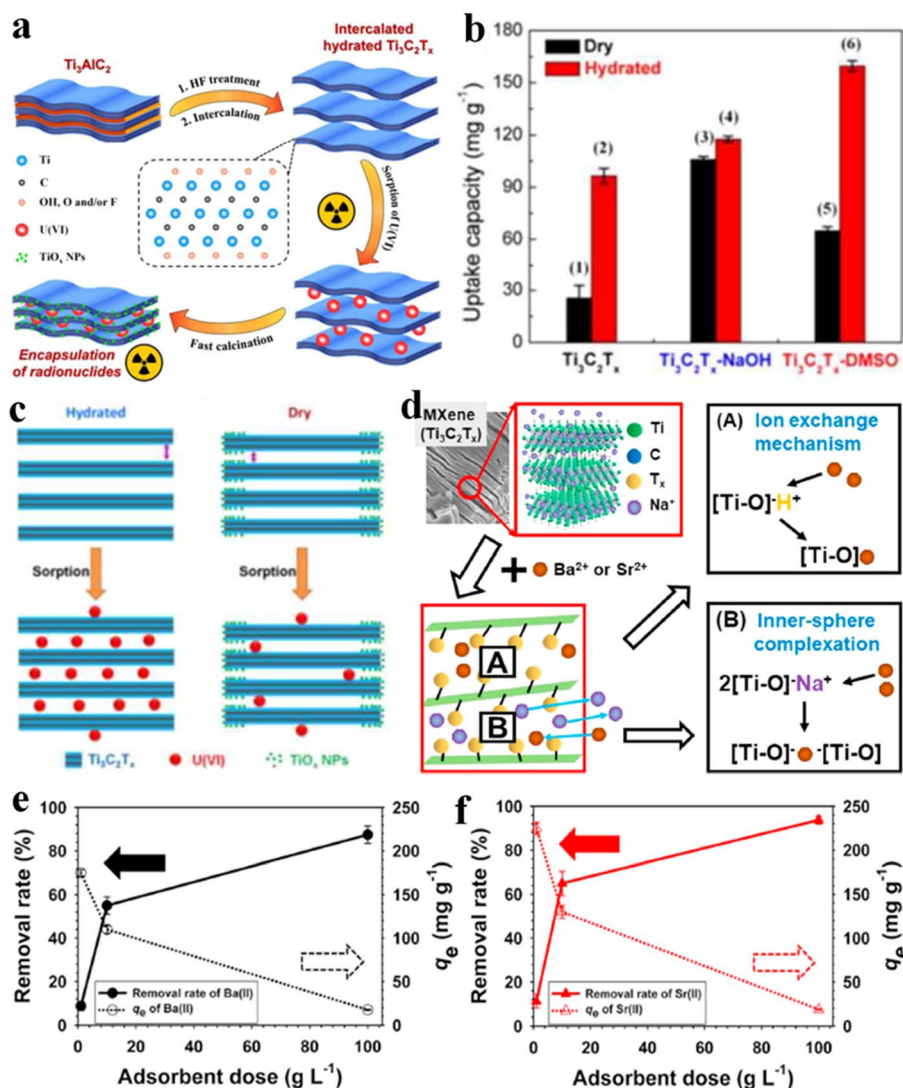 a
Ti₃AlC₂
1. HF treatment
2. Intercalation
Intercalated
hydrated Ti₃C₂Tₓ
Ti
C
OH, O and/or F
U(VI)
TiOₓ NPs
Sorption of U(VI)
Fast calcination
Encapsulation
of radionuclides
b
Dry
Hydrated
Uptake capacity (mg g⁻¹)
180
150
120
90
60
30
0
(1)
(2)
(3)
(4)
(5)
(6)
Ti₃C₂Tₓ
Ti₃C₂Tₓ-NaOH
Ti₃C₂Tₓ-DMSO
c
Hydrated
Dry
Sorption
Sorption
Ti₃C₂Tₓ
U(VI)
TiOₓ NPs
d
MXene
(Ti₃C₂Tₓ)
Ti
C
Tₓ
Na⁺
+
Ba²⁺ or Sr²⁺
A
B
(A) Ion exchange
mechanism
[Ti-O]⁻H⁺
[Ti-O]
(B) Inner-sphere
complexation
2[Ti-O]⁻Na⁺
[Ti-O]⁻ -[Ti-O]
e
Removal rate (%)
100
80
60
40
20
0
250
200
150
100
50
0
qₑ (mg g⁻¹)
Removal rate of Ba(II)
qₑ of Ba(II)
0 20 40 60 80 100
Adsorbent dose (g L⁻¹)
f
Removal rate (%)
100
80
60
40
20
0
250
200
150
100
50
0
qₑ (mg g⁻¹)
Removal rate of Sr(II)
qₑ of Sr(II)
0 20 40 60 80 100
Adsorbent dose (g L⁻¹)